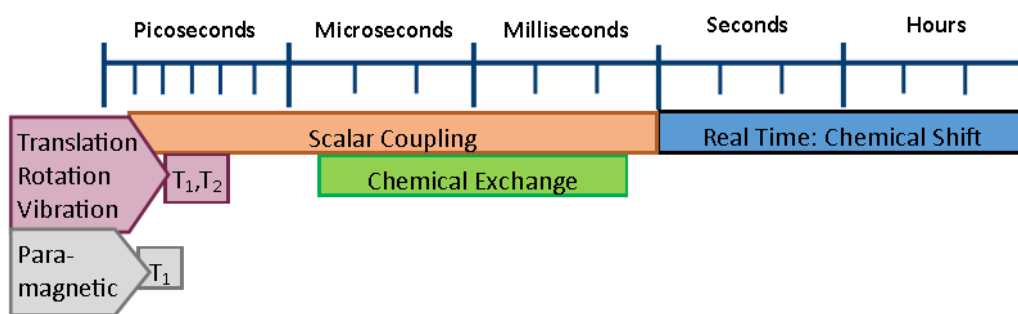 Picoseconds Microseconds Milliseconds Seconds Hours
Scalar Coupling Real Time: Chemical Shift
Translation
Rotation
Vibration
T₁,T₂ Chemical Exchange
Para-
magnetic
T₁